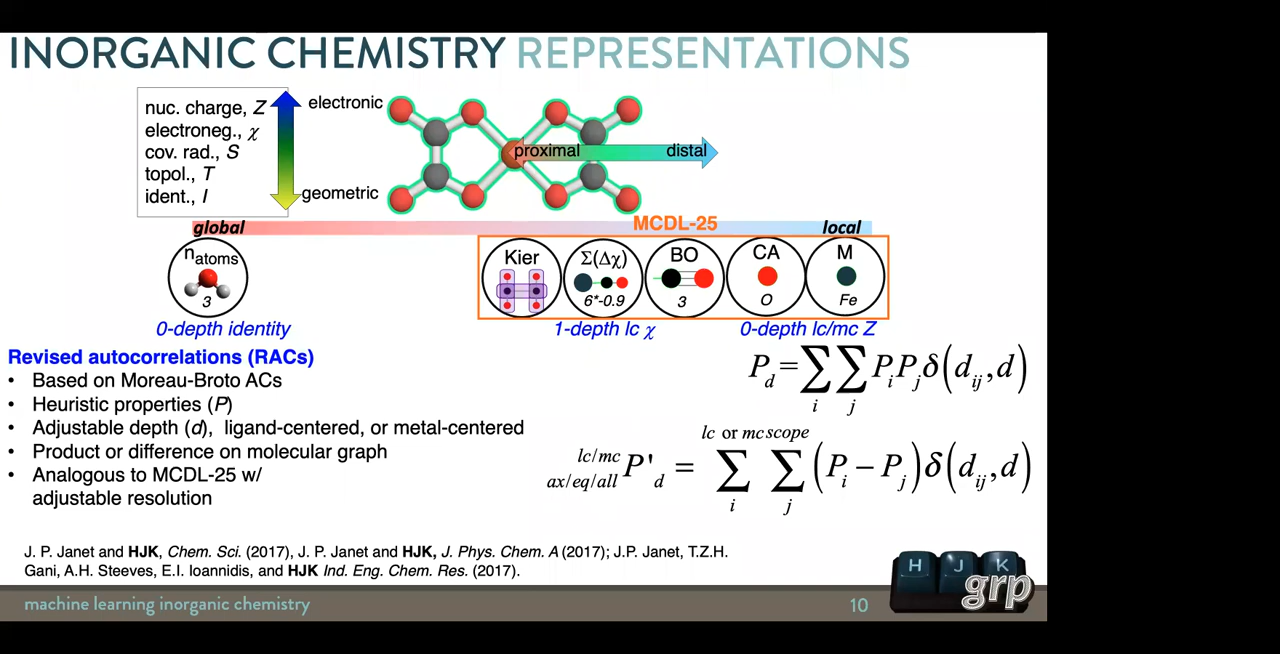 INORGANIC CHEMISTRY REPRESENTATIONS
nuc. charge, Z
electroneg., χ
cov. rad., S
topol., T
ident., I
electronic
geometric
proximal
distal
MCDL-25
global
local
n_atoms
3
Kier
Σ(Δχ)
6*-0.9
BO
3
CA
O
M
Fe
0-depth identity
1-depth lc χ
0-depth lc/mc Z
Revised autocorrelations (RACs)
• Based on Moreau-Broto ACs
• Heuristic properties (P)
• Adjustable depth (d), ligand-centered, or metal-centered
• Product or difference on molecular graph
• Analogous to MCDL-25 w/
adjustable resolution
P_d = Σ_i Σ_j P_i P_j δ(d_ij, d)
lc or mc scope
lc/mc ax/eq/all P'_d = Σ_i Σ_j (P_i − P_j) δ(d_ij, d)
J. P. Janet and HJK, Chem. Sci. (2017), J. P. Janet and HJK, J. Phys. Chem. A (2017); J.P. Janet, T.Z.H.
Gani, A.H. Steeves, E.I. Ioannidis, and HJK Ind. Eng. Chem. Res. (2017).
H J K
grp
machine learning inorganic chemistry
10